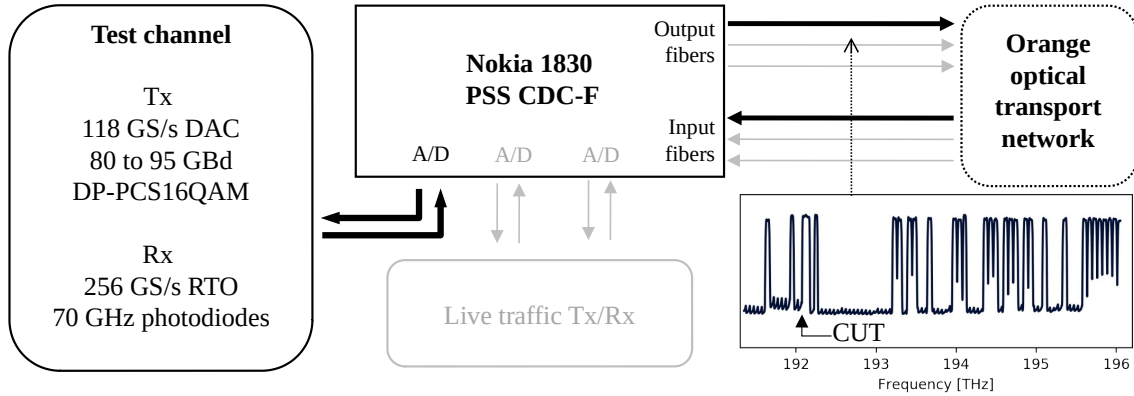 Test channel
Tx
118 GS/s DAC
80 to 95 GBd
DP-PCS16QAM
Rx
256 GS/s RTO
70 GHz photodiodes
Nokia 1830
PSS CDC-F
Output
fibers
Input
fibers
A/D
A/D
A/D
Live traffic Tx/Rx
Orange
optical
transport
network
CUT
192
193
194
195
196
Frequency [THz]